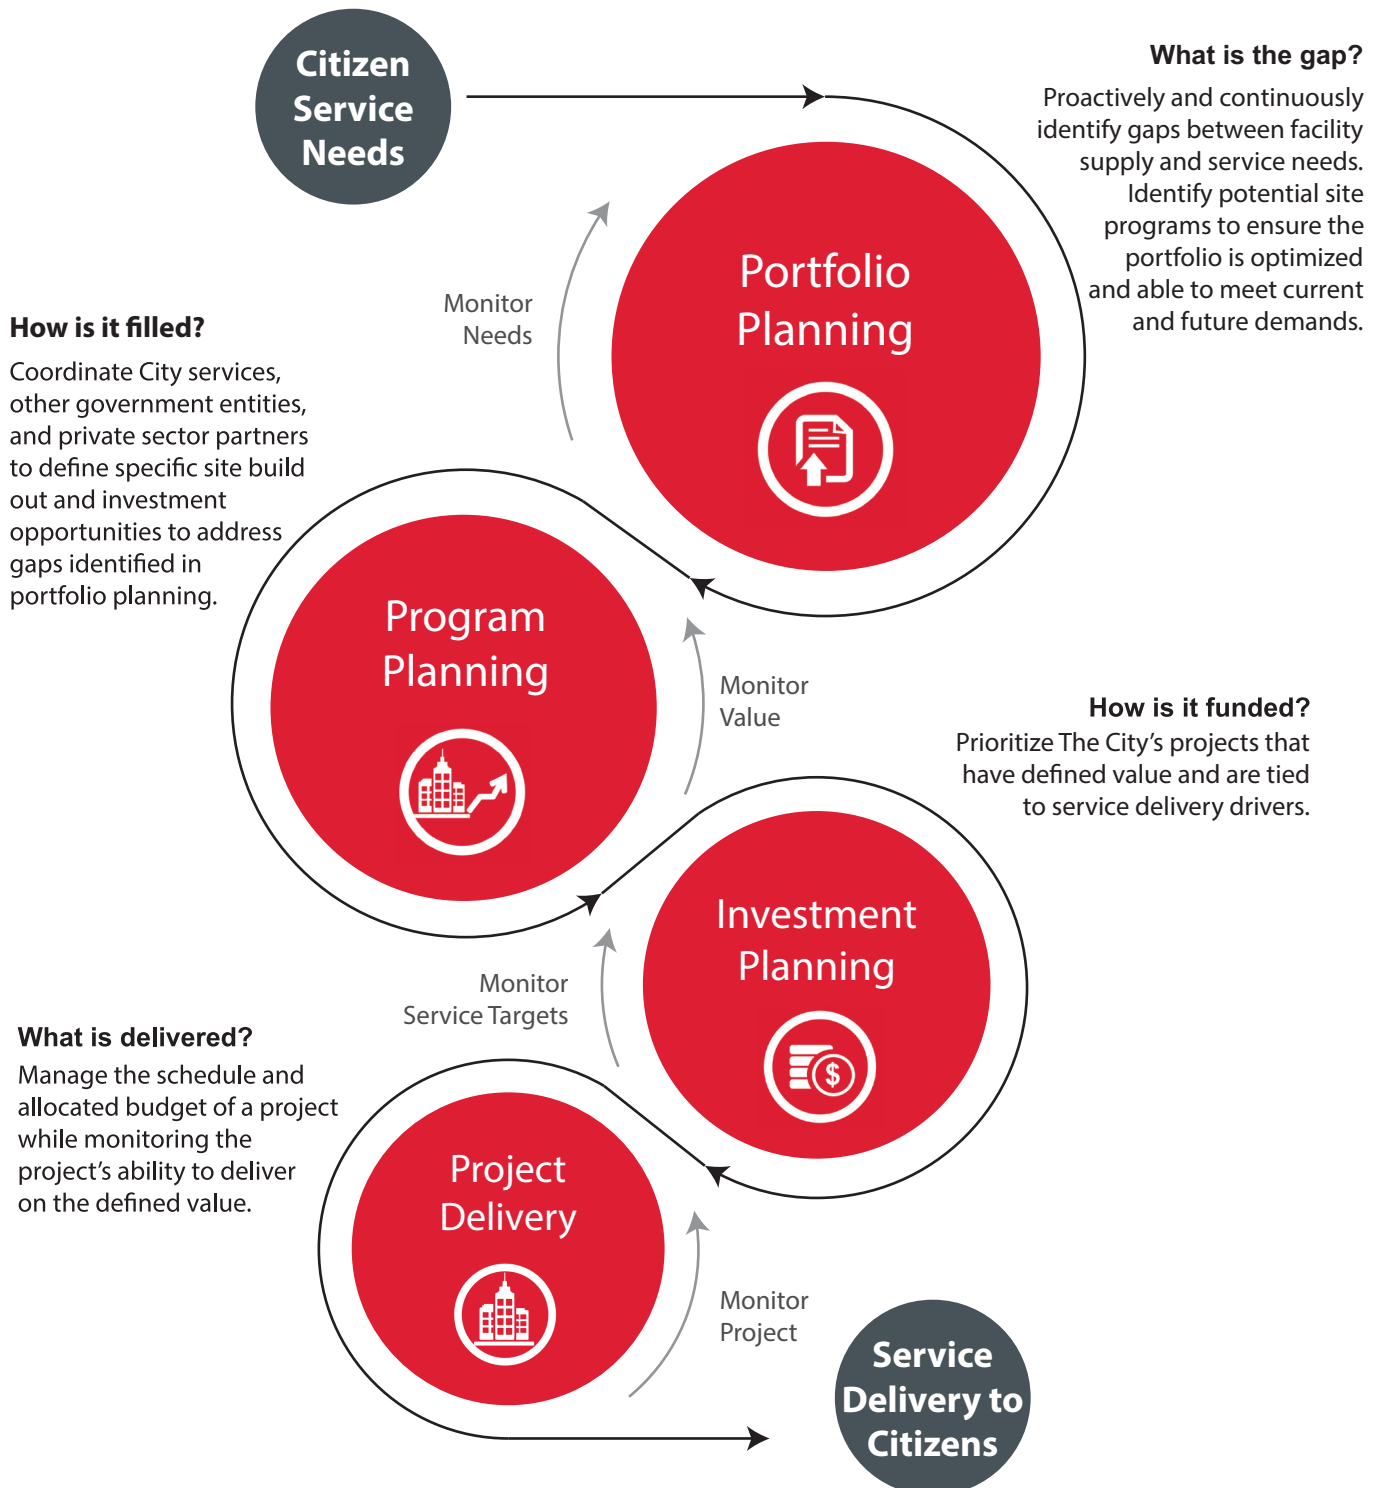 Citizen
Service
Needs
What is the gap?
Proactively and continuously
identify gaps between facility
supply and service needs.
Identify potential site
programs to ensure the
portfolio is optimized
and able to meet current
and future demands.
Portfolio
Planning
Monitor
Needs
How is it filled?
Coordinate City services,
other government entities,
and private sector partners
to define specific site build
out and investment
opportunities to address
gaps identified in
portfolio planning.
Program
Planning
Monitor
Value
How is it funded?
Prioritize The City's projects that
have defined value and are tied
to service delivery drivers.
Investment
Planning
$
Monitor
Service Targets
What is delivered?
Manage the schedule and
allocated budget of a project
while monitoring the
project's ability to deliver
on the defined value.
Project
Delivery
Monitor
Project
Service
Delivery to
Citizens